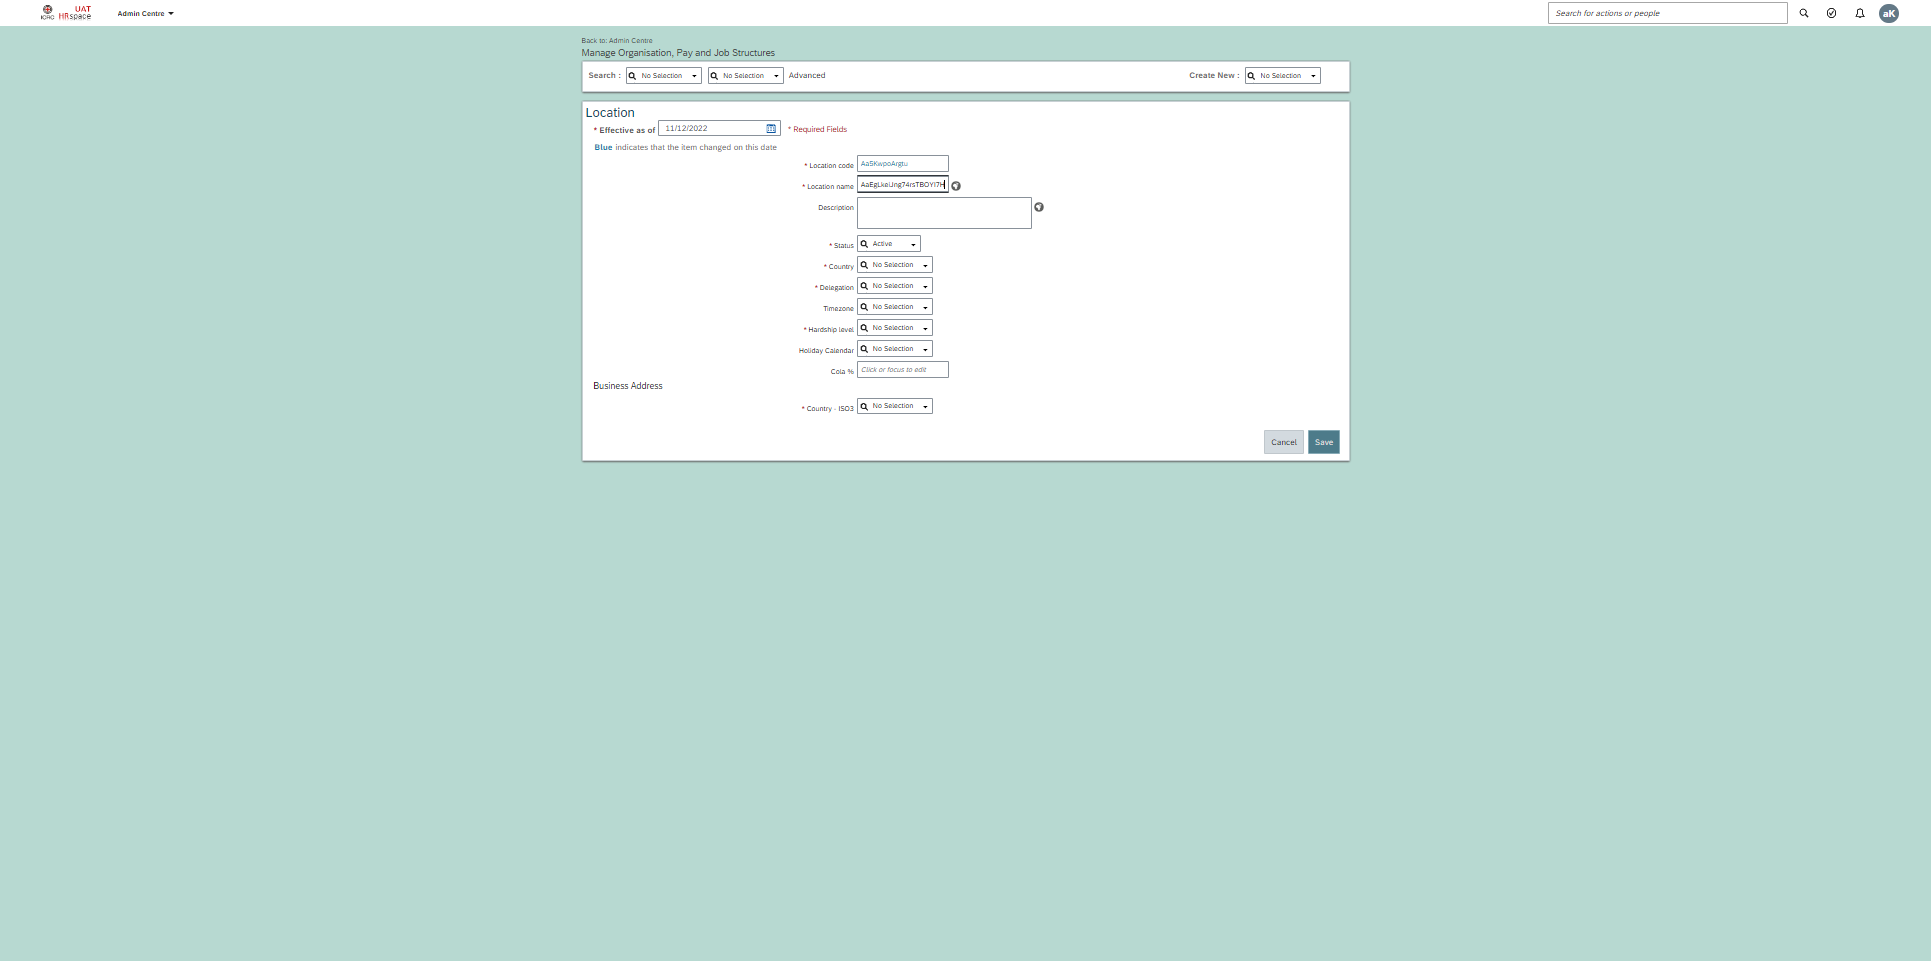 ICRC
UAT
HRspace
Admin Centre
Search for actions or people
aK
Back to: Admin Centre
Manage Organisation, Pay and Job Structures
Search :
No Selection
No Selection
Advanced
Create New :
No Selection
Location
* Effective as of
11/12/2022
* Required Fields
Blue indicates that the item changed on this date
* Location code
Aa5KwpoArgtu
* Location name
Description
* Status
Active
* Country
No Selection
* Delegation
No Selection
Timezone
No Selection
* Hardship level
No Selection
Holiday Calendar
No Selection
Cola %
Click or focus to edit
Business Address
* Country - ISO3
No Selection
Cancel
Save